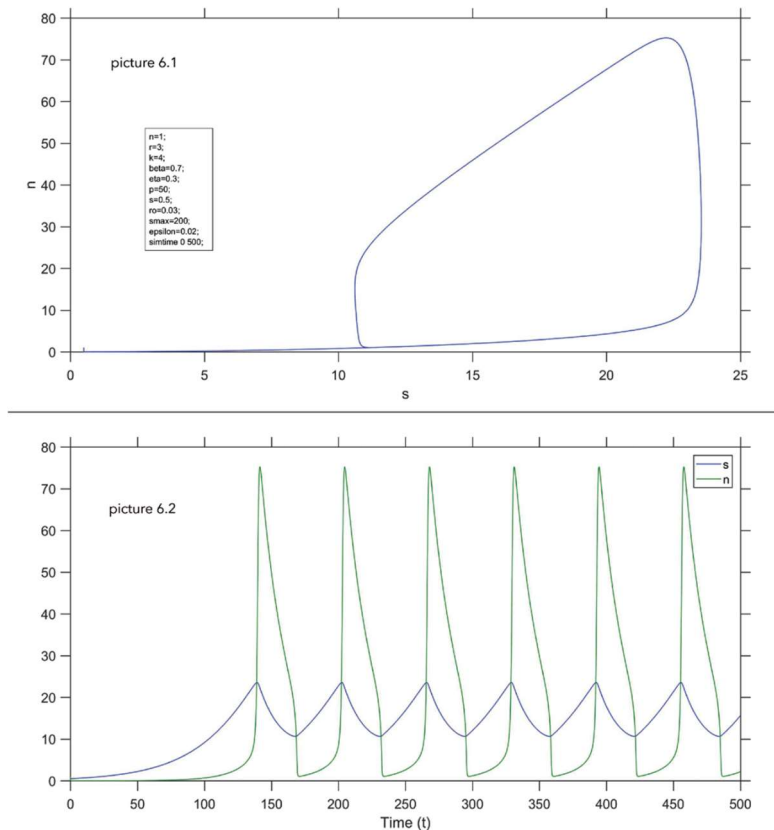 80
70
60
50
40
30
20
10
0
n
picture 6.1
n=1;
r=3;
k=4;
beta=0.7;
eta=0.3;
p=50;
s=0.5;
ro=0.03;
smax=200;
epsilon=0.02;
simtime 0 500;
0 5 10 15 20 25
s
80
70
60
50
40
30
20
10
0
picture 6.2
s
n
0 50 100 150 200 250 300 350 400 450 500
Time (t)